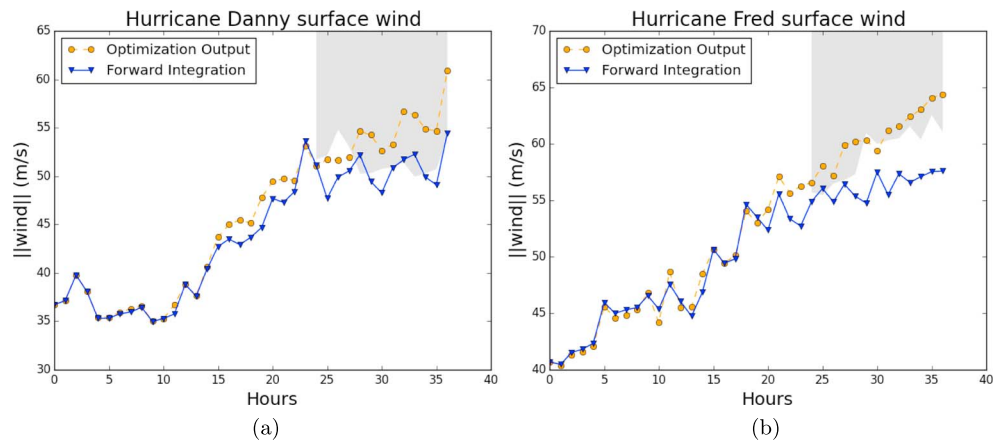 Hurricane Danny surface wind
65
60
55
50
45
40
35
30
||wind|| (m/s)
Optimization Output
Forward Integration
0 5 10 15 20 25 30 35 40
Hours
(a)
Hurricane Fred surface wind
70
65
60
55
50
45
40
||wind|| (m/s)
Optimization Output
Forward Integration
0 5 10 15 20 25 30 35 40
Hours
(b)